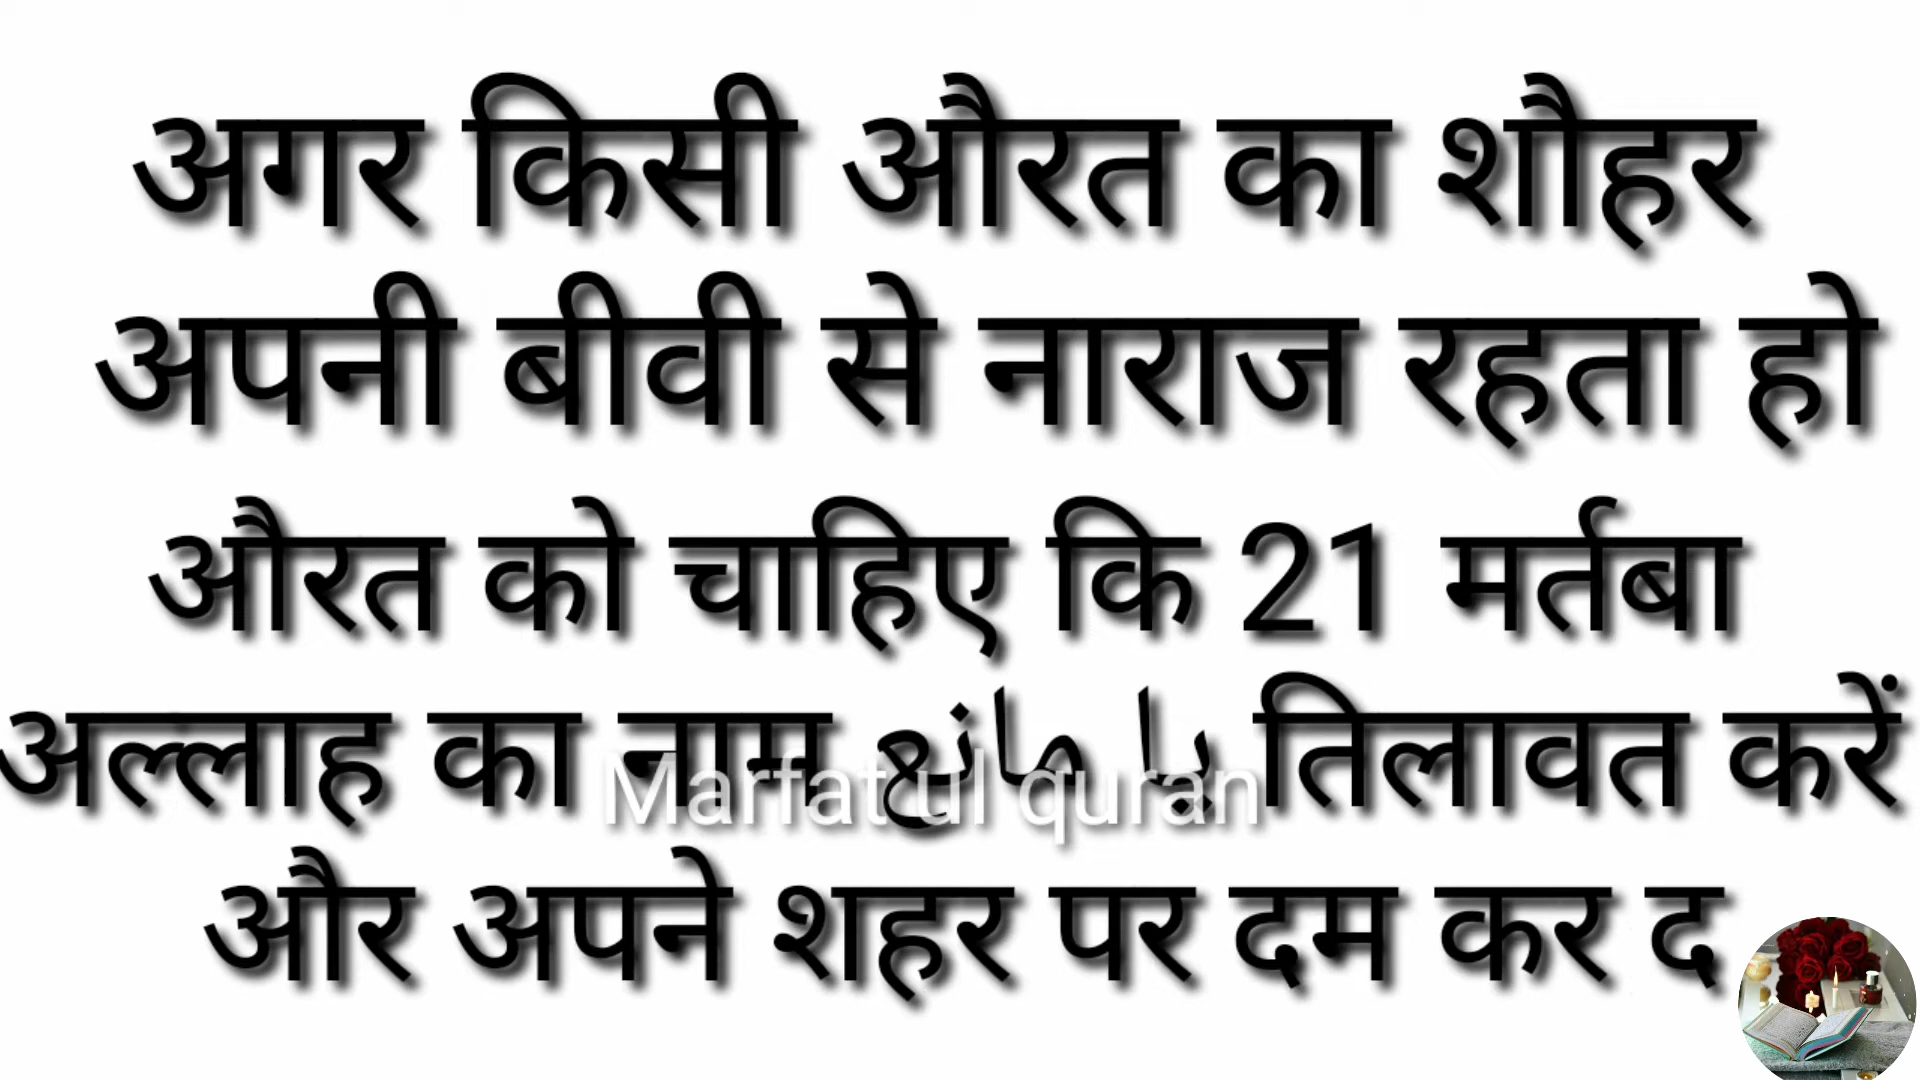 अगर किसी औरत का शौहर
अपनी बीवी से नाराज रहता हो
औरत को चाहिए कि 21 मर्तबा
अल्लाह का नाम يا مانع तिलावत करें
Marfat ul quran
और अपने शहर पर दम कर द